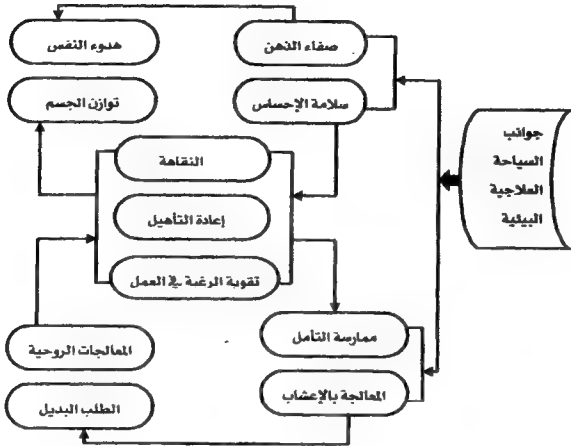 جوانب
السياحة
العلاجية
البيئية
صفاء الذهن
هدوء النفس
سلامة الإحساس
توازن الجسم
النقاهة
إعادة التأهيل
تقوية الرغبة في العمل
ممارسة التأمل
المعالجات الروحية
المعالجة بالإعشاب
الطلب البديل